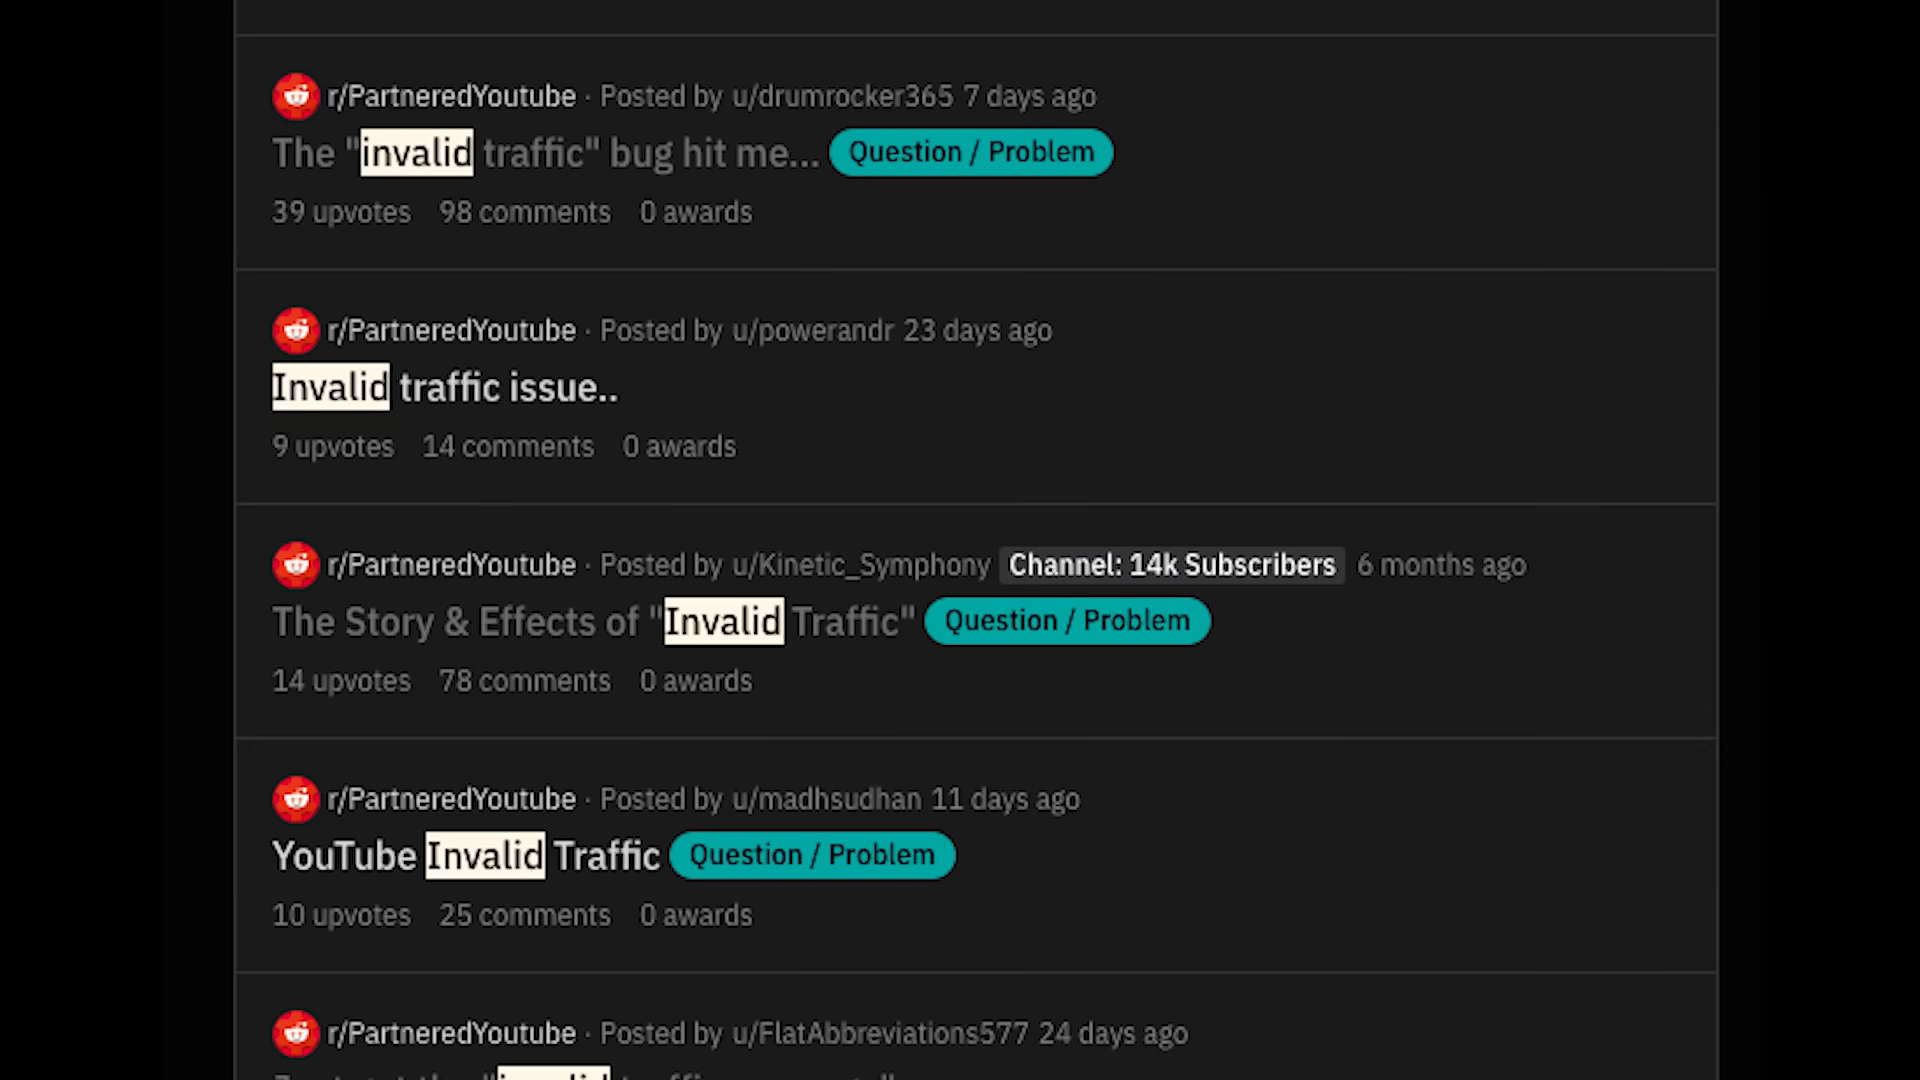 r/PartneredYoutube · Posted by u/drumrocker365 7 days ago
The "invalid traffic" bug hit me... Question / Problem
39 upvotes 98 comments 0 awards
r/PartneredYoutube · Posted by u/powerandr 23 days ago
Invalid traffic issue..
9 upvotes 14 comments 0 awards
r/PartneredYoutube · Posted by u/Kinetic_Symphony Channel: 14k Subscribers 6 months ago
The Story & Effects of "Invalid Traffic" Question / Problem
14 upvotes 78 comments 0 awards
r/PartneredYoutube · Posted by u/madhsudhan 11 days ago
YouTube Invalid Traffic Question / Problem
10 upvotes 25 comments 0 awards
r/PartneredYoutube · Posted by u/FlatAbbreviations577 24 days ago